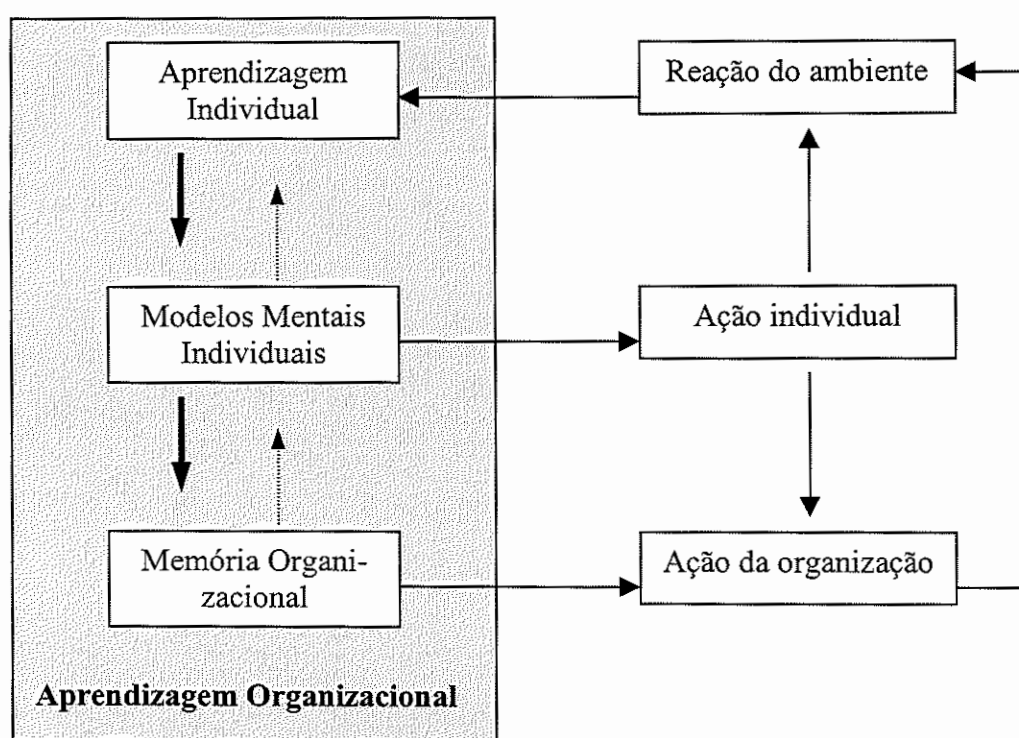 Aprendizagem
Individual
Reação do ambiente
Modelos Mentais
Individuais
Ação individual
Memória Organi-
zacional
Ação da organização
Aprendizagem Organizacional